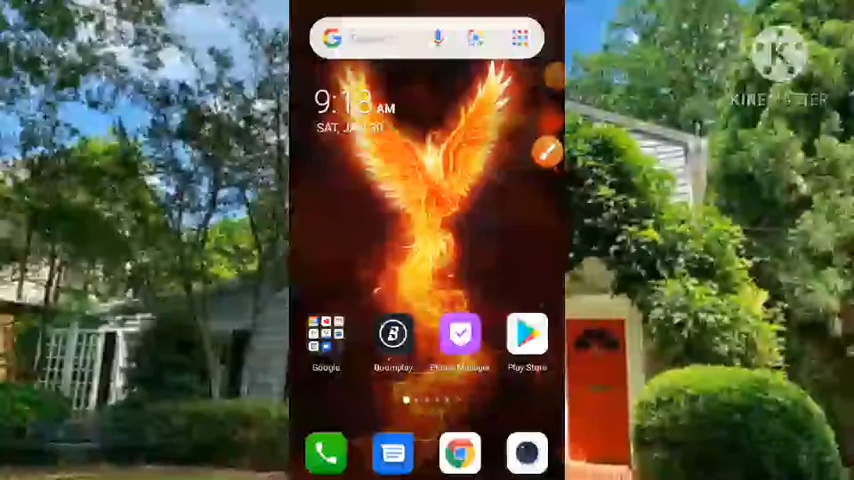 KINEMASTER
9:18 AM
SAT, JAN 30
Google
Boomplay
Phone Manager
Play Store